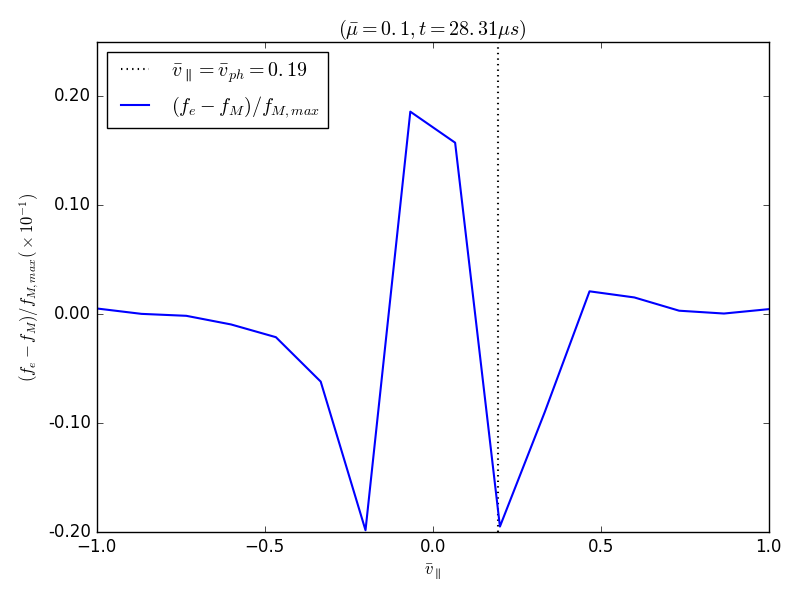 (μ̄ = 0.1, t = 28.31μs)
v̄∥ = v̄ph = 0.19
(fe − fM)/fM,max
0.20
0.10
0.00
-0.10
-0.20
(fe − fM)/fM,max(×10⁻¹)
−1.0 −0.5 0.0 0.5 1.0
v̄∥